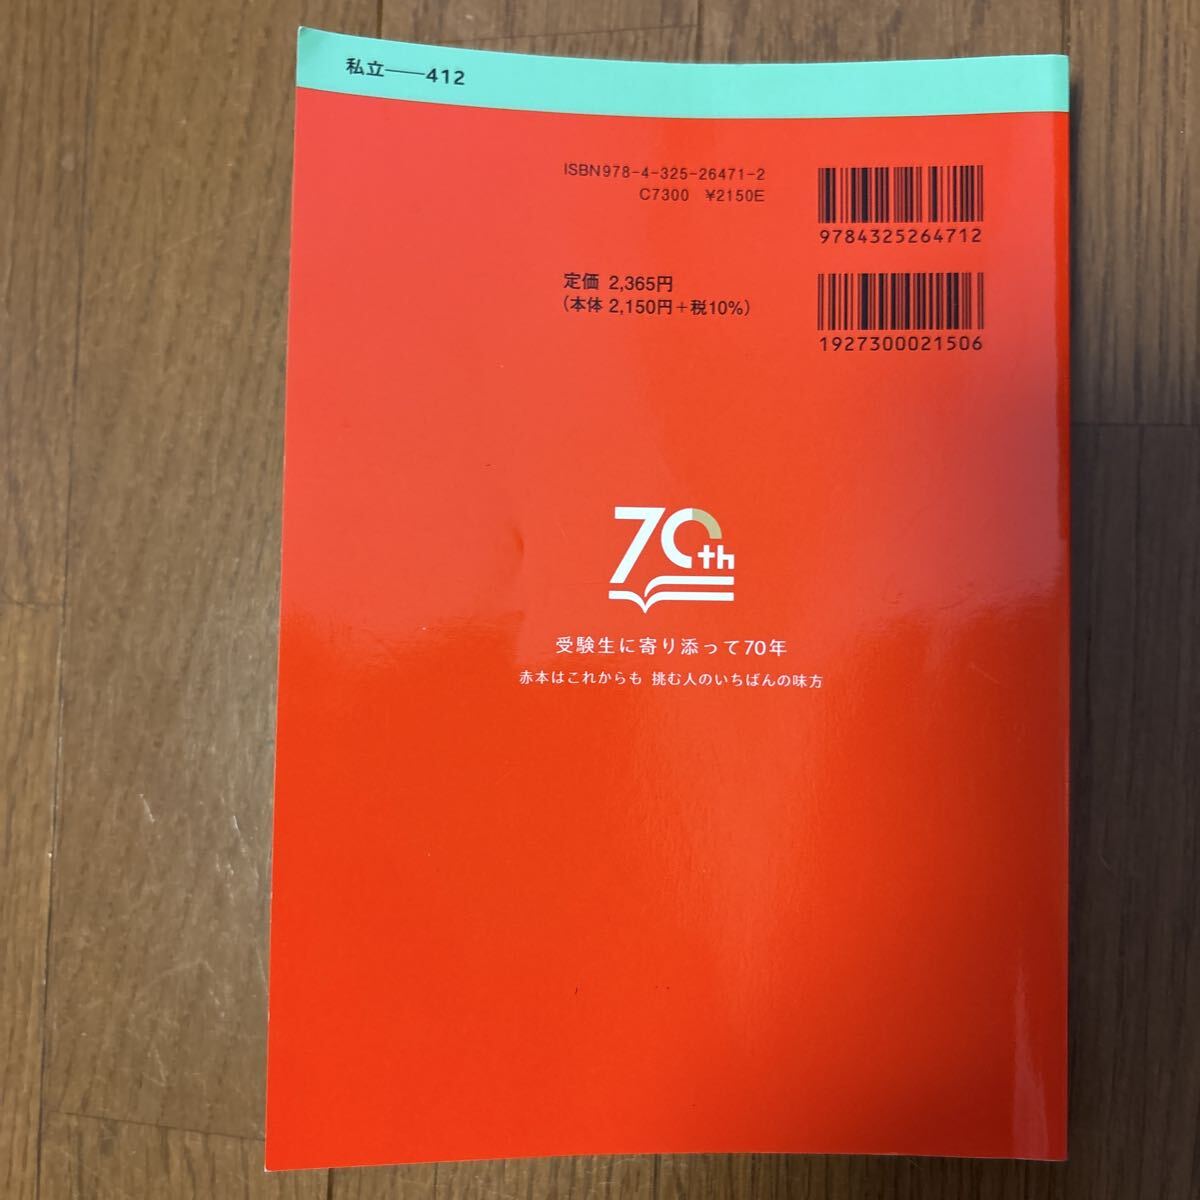 私立──412
ISBN978-4-325-26471-2
C7300 ¥2150E
9784325264712
定価 2,365円
(本体 2,150円+税10%)
1927300021506
70th
受験生に寄り添って70年
赤本はこれからも 挑む人のいちばんの味方